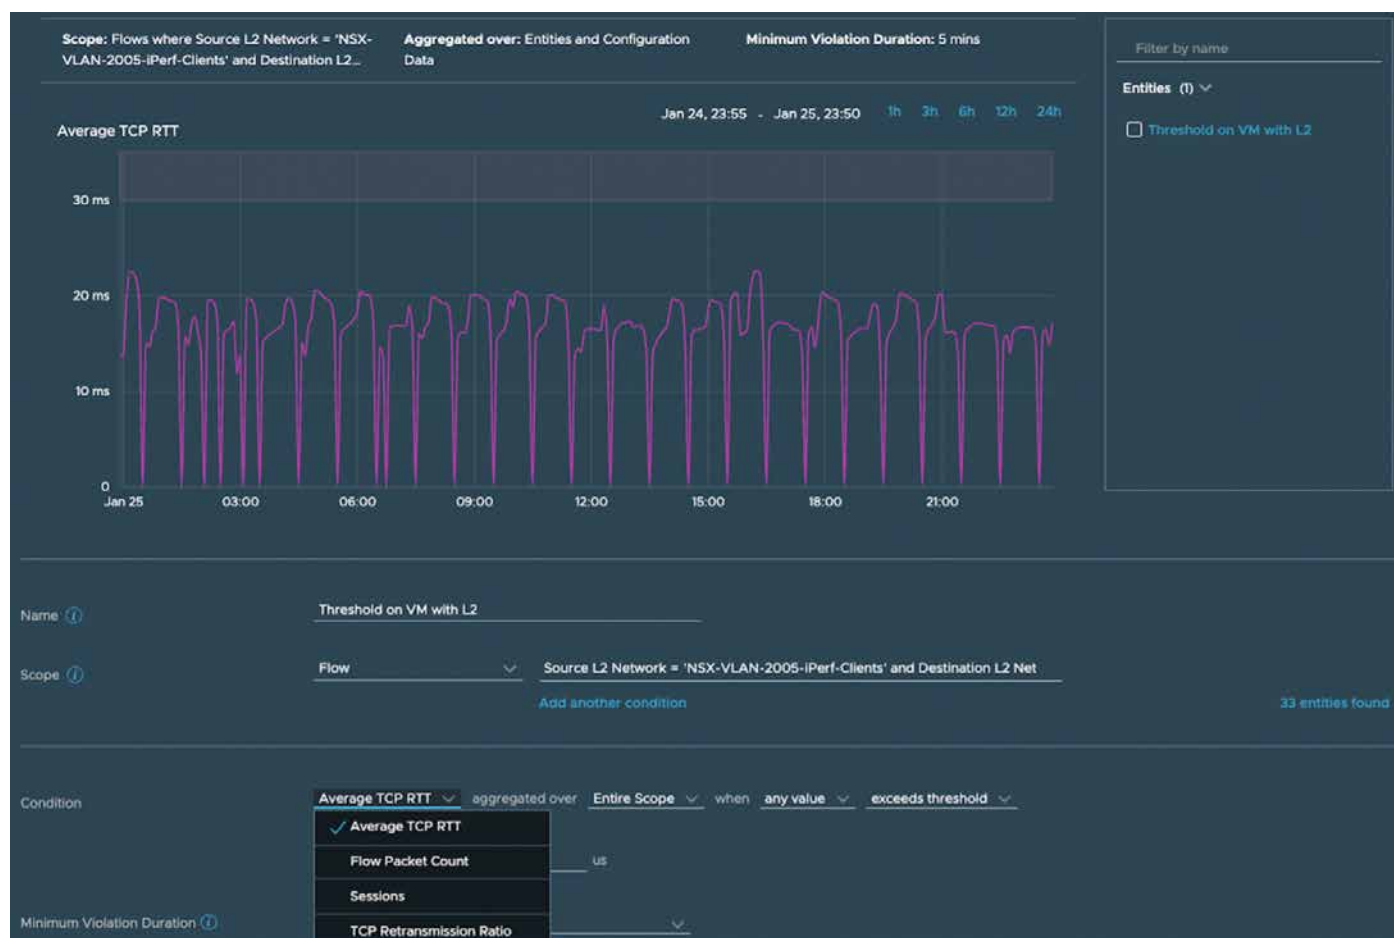 Scope: Flows where Source L2 Network = 'NSX-
VLAN-2005-iPerf-Clients' and Destination L2...
Aggregated over: Entities and Configuration
Data
Minimum Violation Duration: 5 mins
Filter by name
Entities (1)
Threshold on VM with L2
Jan 24, 23:55 - Jan 25, 23:50 1h 3h 6h 12h 24h
Average TCP RTT
30 ms
20 ms
10 ms
0
Jan 25 03:00 06:00 09:00 12:00 15:00 18:00 21:00
Name
Threshold on VM with L2
Scope
Flow
Source L2 Network = 'NSX-VLAN-2005-iPerf-Clients' and Destination L2 Net
Add another condition
33 entities found
Condition
Average TCP RTT aggregated over Entire Scope when any value exceeds threshold
Average TCP RTT
Flow Packet Count
us
Sessions
Minimum Violation Duration
TCP Retransmission Ratio